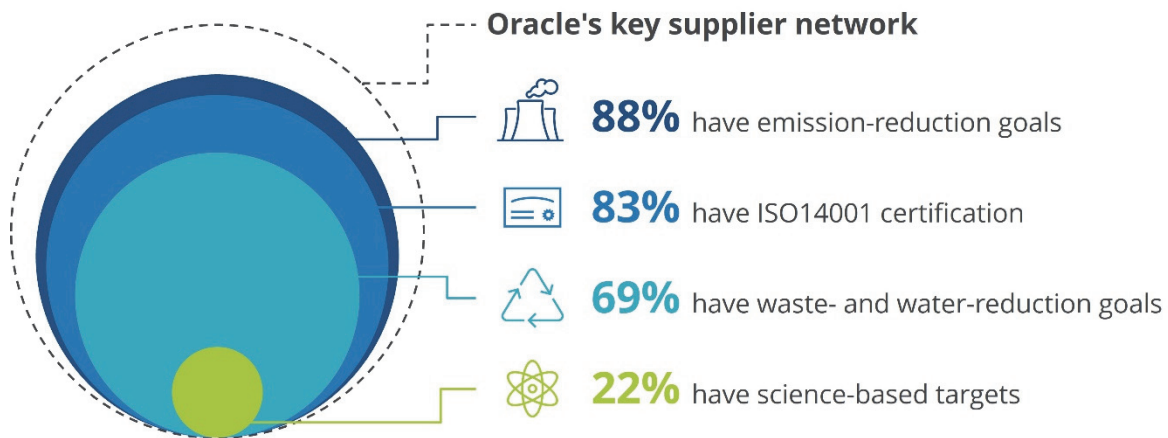 Oracle's key supplier network
88% have emission-reduction goals
83% have ISO14001 certification
69% have waste- and water-reduction goals
22% have science-based targets